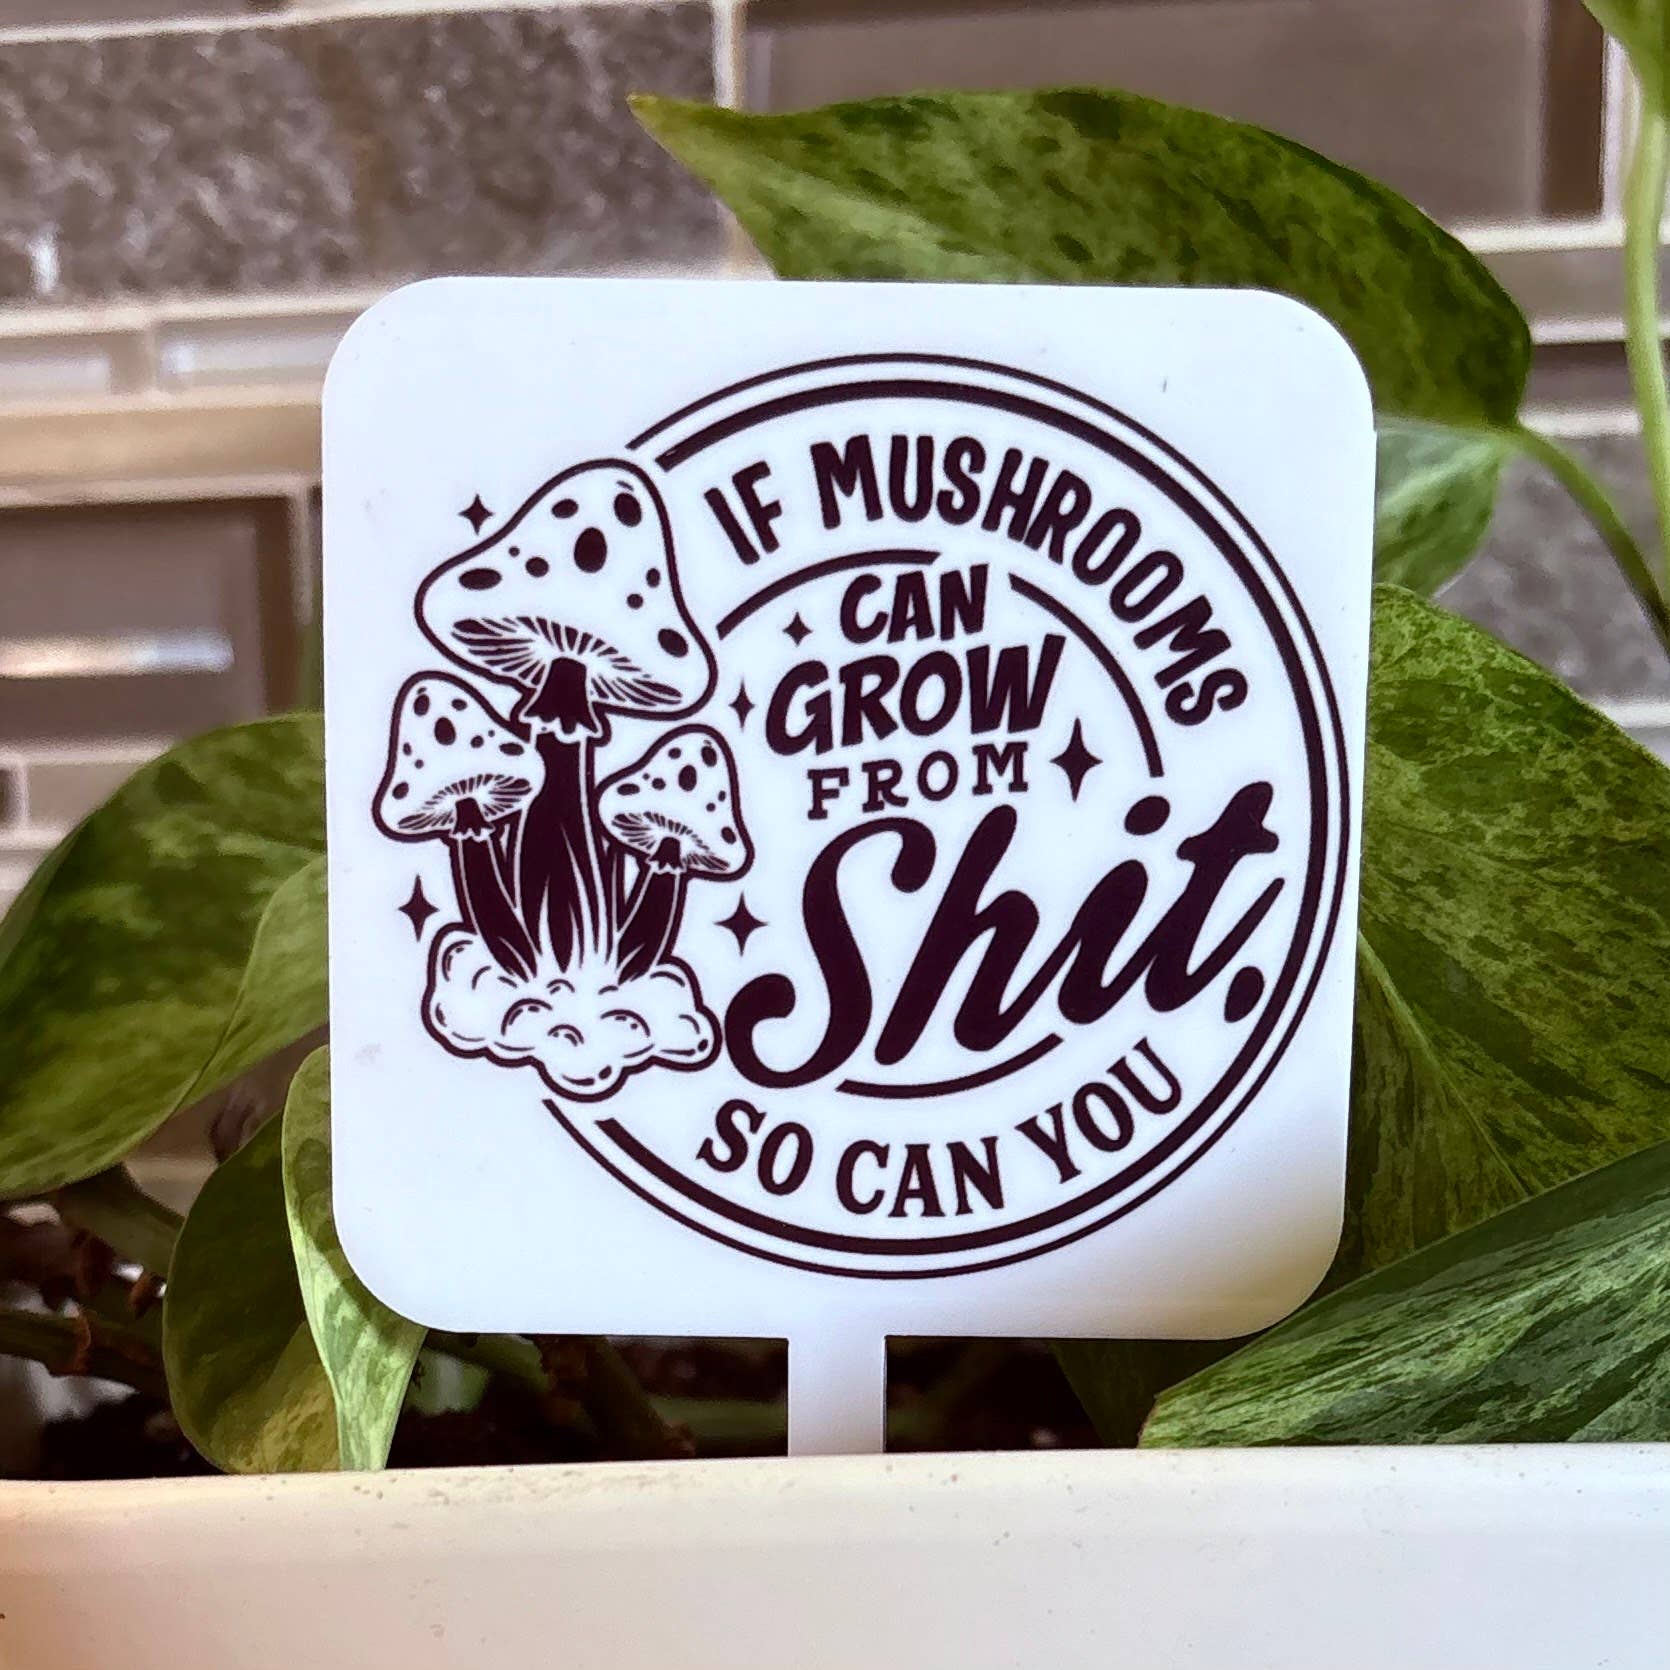 IF MUSHROOMS
CAN
GROW
FROM
Shit.
SO CAN YOU